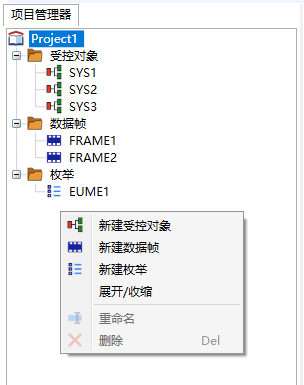 项目管理器
Project1
受控对象
SYS1
SYS2
SYS3
数据帧
FRAME1
FRAME2
枚举
EUME1
新建受控对象
新建数据帧
新建枚举
展开/收缩
重命名
删除 Del